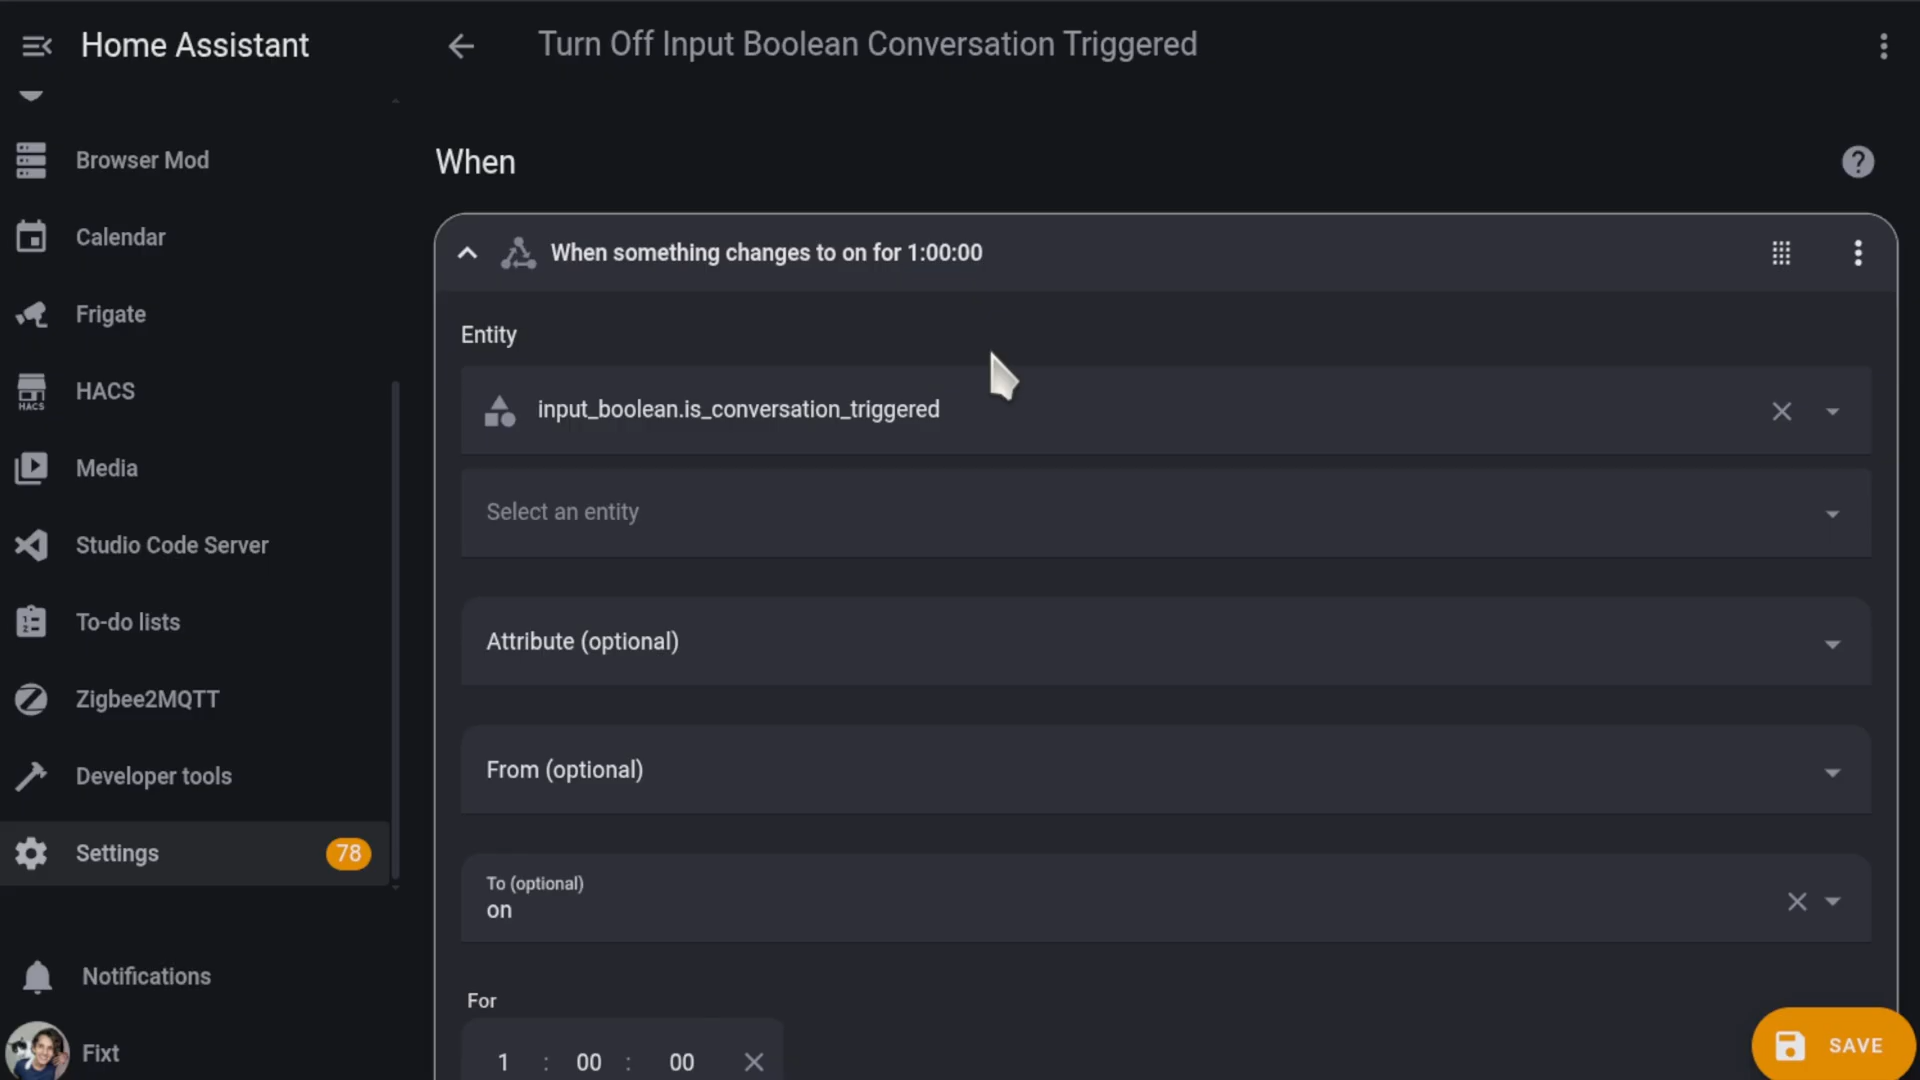 Home Assistant
Turn Off Input Boolean Conversation Triggered
Browser Mod
Calendar
Frigate
HACS
HACS
Media
Studio Code Server
To-do lists
Zigbee2MQTT
Developer tools
Settings
78
Notifications
Fixt
When
When something changes to on for 1:00:00
Entity
input_boolean.is_conversation_triggered
Select an entity
Attribute (optional)
From (optional)
To (optional)
on
For
1 : 00 : 00
SAVE